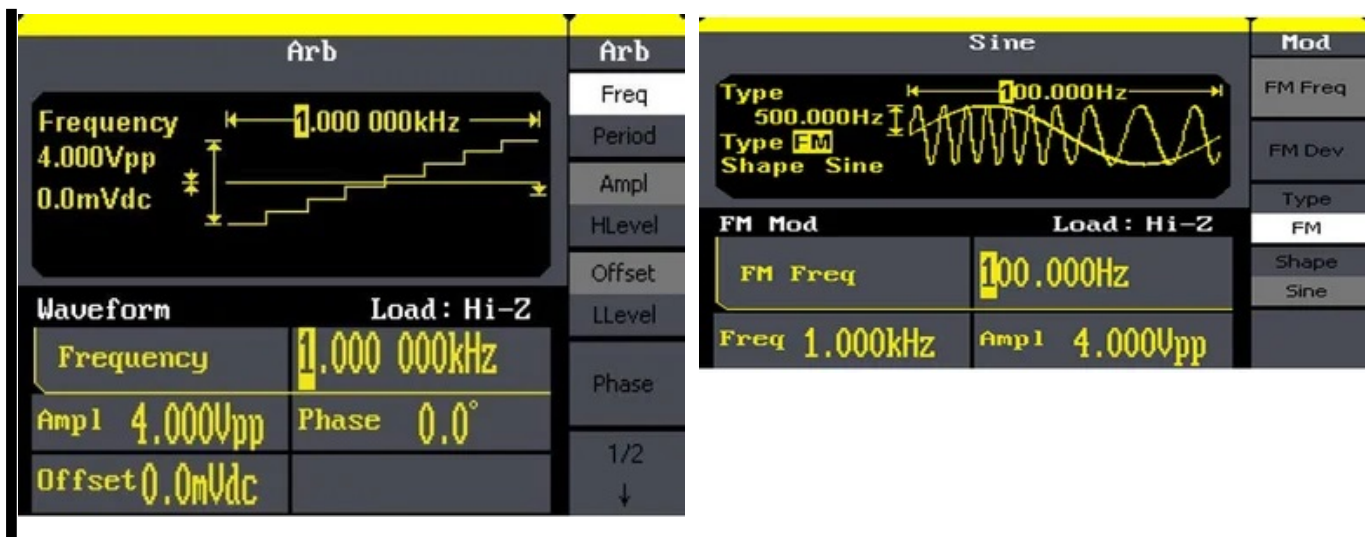 Arb
Arb
Freq
Period
Ampl
HLevel
Offset
LLevel
Phase
1/2
↓
Frequency
1.000 000kHz
4.000Vpp
0.0mVdc
Waveform Load: Hi-Z
Frequency 1.000 000kHz
Ampl 4.000Vpp Phase 0.0°
Offset 0.0mVdc
Sine
Mod
FM Freq
FM Dev
Type
FM
Shape
Sine
Type
100.000Hz
500.000Hz
Type FM
Shape Sine
FM Mod Load: Hi-Z
FM Freq 100.000Hz
Freq 1.000kHz Ampl 4.000Vpp